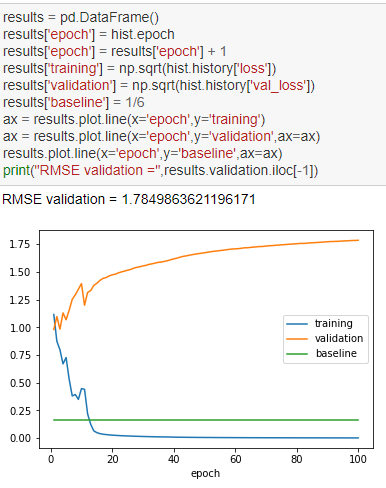 results = pd.DataFrame()
results['epoch'] = hist.epoch
results['epoch'] = results['epoch'] + 1
results['training'] = np.sqrt(hist.history['loss'])
results['validation'] = np.sqrt(hist.history['val_loss'])
results['baseline'] = 1/6
ax = results.plot.line(x='epoch',y='training')
ax = results.plot.line(x='epoch',y='validation',ax=ax)
results.plot.line(x='epoch',y='baseline',ax=ax)
print("RMSE validation =",results.validation.iloc[-1])
RMSE validation = 1.7849863621196171
1.75
1.50
1.25
1.00
0.75
0.50
0.25
0.00
training
validation
baseline
0 20 40 60 80 100
epoch